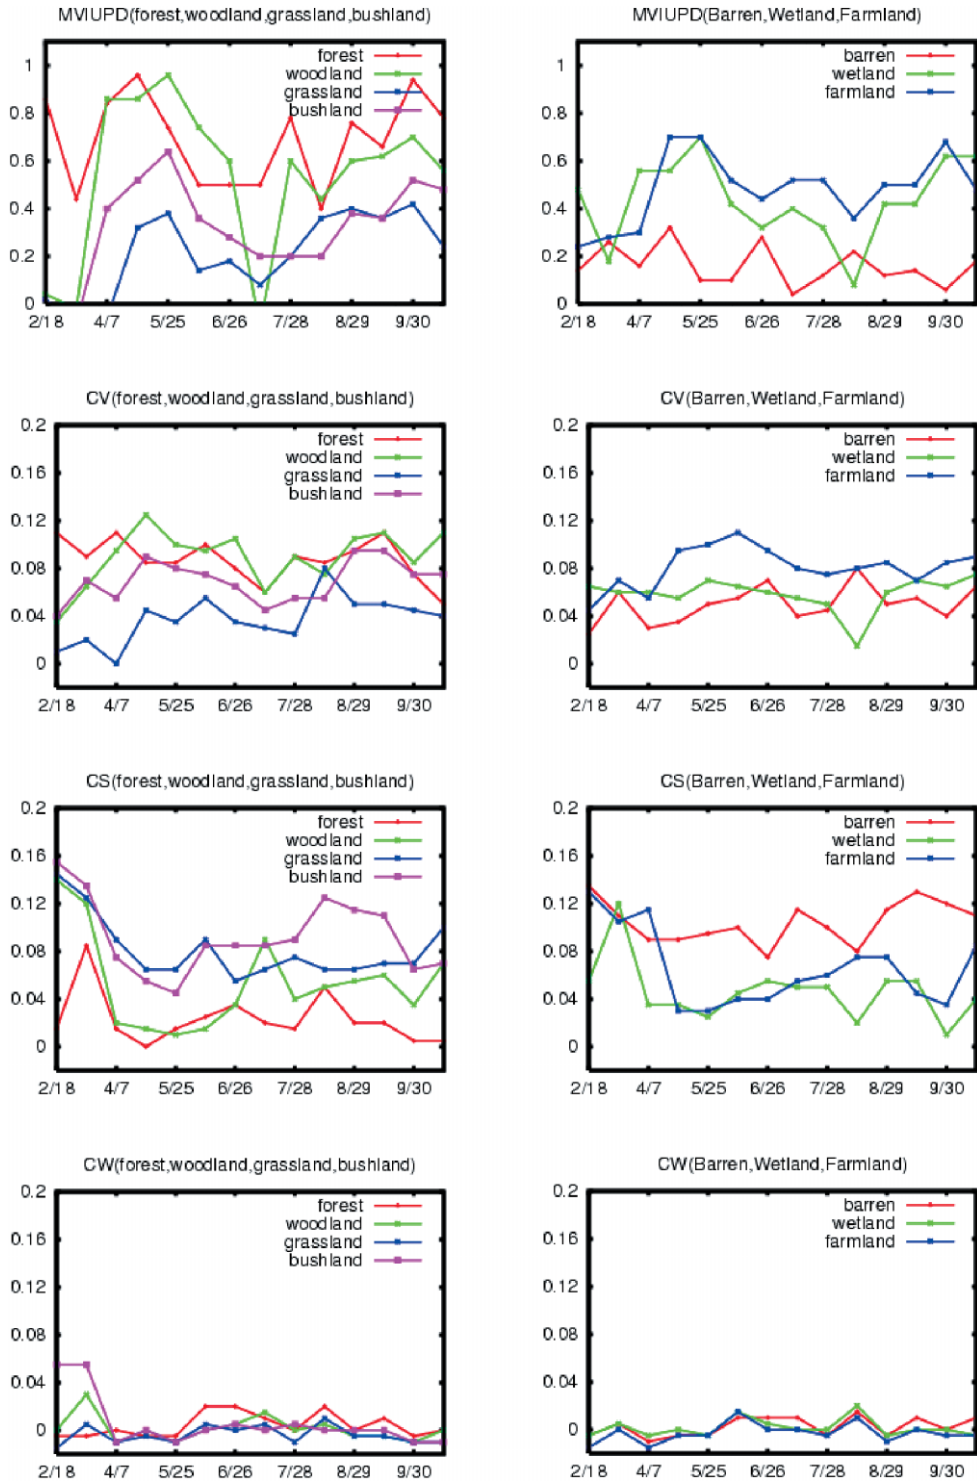 MVIUPD(forest,woodland,grassland,bushland)
1
0.8
0.6
0.4
0.2
0
forest
woodland
grassland
bushland
2/18 4/7 5/25 6/26 7/28 8/29 9/30
MVIUPD(Barren,Wetland,Farmland)
1
0.8
0.6
0.4
0.2
0
barren
wetland
farmland
2/18 4/7 5/25 6/26 7/28 8/29 9/30
CV(forest,woodland,grassland,bushland)
0.2
0.16
0.12
0.08
0.04
0
forest
woodland
grassland
bushland
2/18 4/7 5/25 6/26 7/28 8/29 9/30
CV(Barren,Wetland,Farmland)
0.2
0.16
0.12
0.08
0.04
0
barren
wetland
farmland
2/18 4/7 5/25 6/26 7/28 8/29 9/30
CS(forest,woodland,grassland,bushland)
0.2
0.16
0.12
0.08
0.04
0
forest
woodland
grassland
bushland
2/18 4/7 5/25 6/26 7/28 8/29 9/30
CS(Barren,Wetland,Farmland)
0.2
0.16
0.12
0.08
0.04
0
barren
wetland
farmland
2/18 4/7 5/25 6/26 7/28 8/29 9/30
CW(forest,woodland,grassland,bushland)
0.2
0.16
0.12
0.08
0.04
0
forest
woodland
grassland
bushland
2/18 4/7 5/25 6/26 7/28 8/29 9/30
CW(Barren,Wetland,Farmland)
0.2
0.16
0.12
0.08
0.04
0
barren
wetland
farmland
2/18 4/7 5/25 6/26 7/28 8/29 9/30